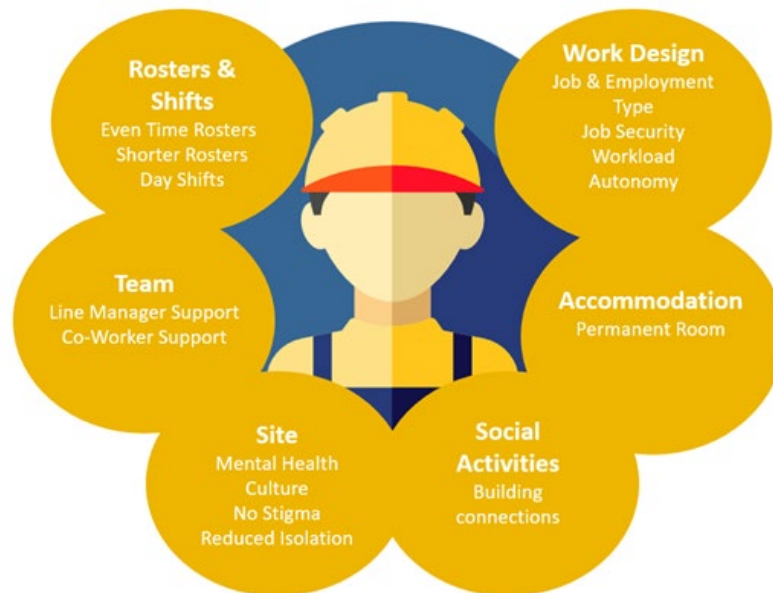 Rosters &
Shifts
Even Time Rosters
Shorter Rosters
Day Shifts
Work Design
Job & Employment
Type
Job Security
Workload
Autonomy
Team
Line Manager Support
Co-Worker Support
Accommodation
Permanent Room
Site
Mental Health
Culture
No Stigma
Reduced Isolation
Social
Activities
Building
connections